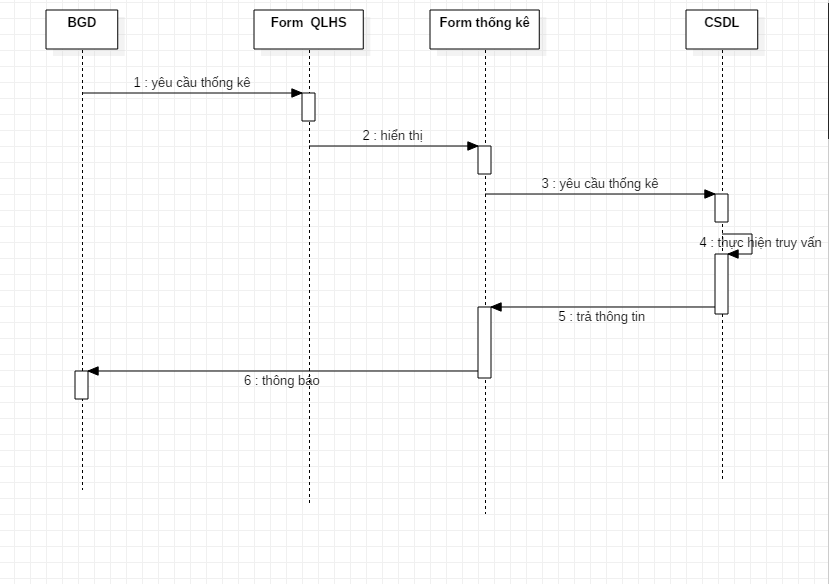 BGD
Form  QLHS
Form thống kê
CSDL
1 : yêu cầu thống kê
2 : hiển thị
3 : yêu cầu thống kê
4 : thực hiện truy vấn
5 : trả thông tin
6 : thông báo